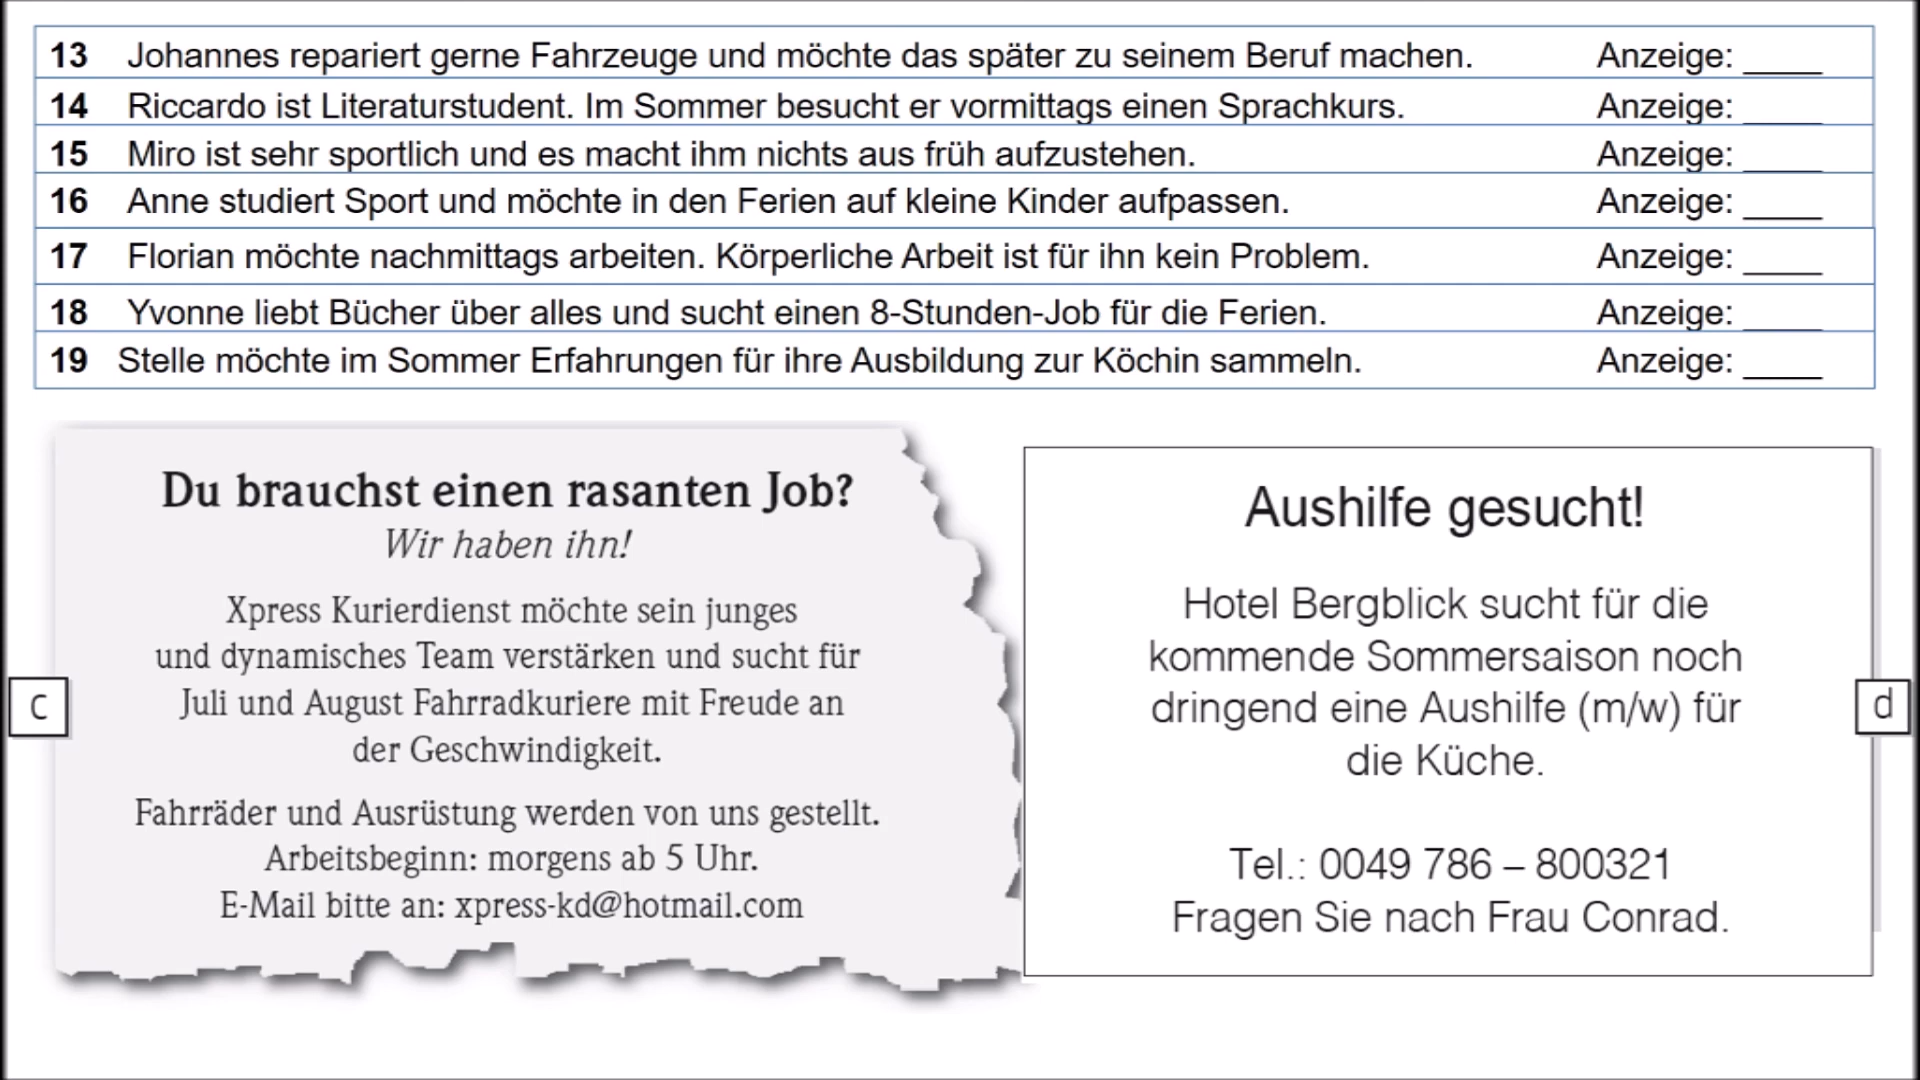 13 Johannes repariert gerne Fahrzeuge und möchte das später zu seinem Beruf machen. Anzeige: ____
14 Riccardo ist Literaturstudent. Im Sommer besucht er vormittags einen Sprachkurs. Anzeige: ____
15 Miro ist sehr sportlich und es macht ihm nichts aus früh aufzustehen. Anzeige: ____
16 Anne studiert Sport und möchte in den Ferien auf kleine Kinder aufpassen. Anzeige: ____
17 Florian möchte nachmittags arbeiten. Körperliche Arbeit ist für ihn kein Problem. Anzeige: ____
18 Yvonne liebt Bücher über alles und sucht einen 8-Stunden-Job für die Ferien. Anzeige: ____
19 Stelle möchte im Sommer Erfahrungen für ihre Ausbildung zur Köchin sammeln. Anzeige: ____
c
Du brauchst einen rasanten Job?
Wir haben ihn!
Xpress Kurierdienst möchte sein junges
und dynamisches Team verstärken und sucht für
Juli und August Fahrradkuriere mit Freude an
der Geschwindigkeit.
Fahrräder und Ausrüstung werden von uns gestellt.
Arbeitsbeginn: morgens ab 5 Uhr.
E-Mail bitte an: xpress-kd@hotmail.com
d
Aushilfe gesucht!
Hotel Bergblick sucht für die
kommende Sommersaison noch
dringend eine Aushilfe (m/w) für
die Küche.
Tel.: 0049 786 – 800321
Fragen Sie nach Frau Conrad.